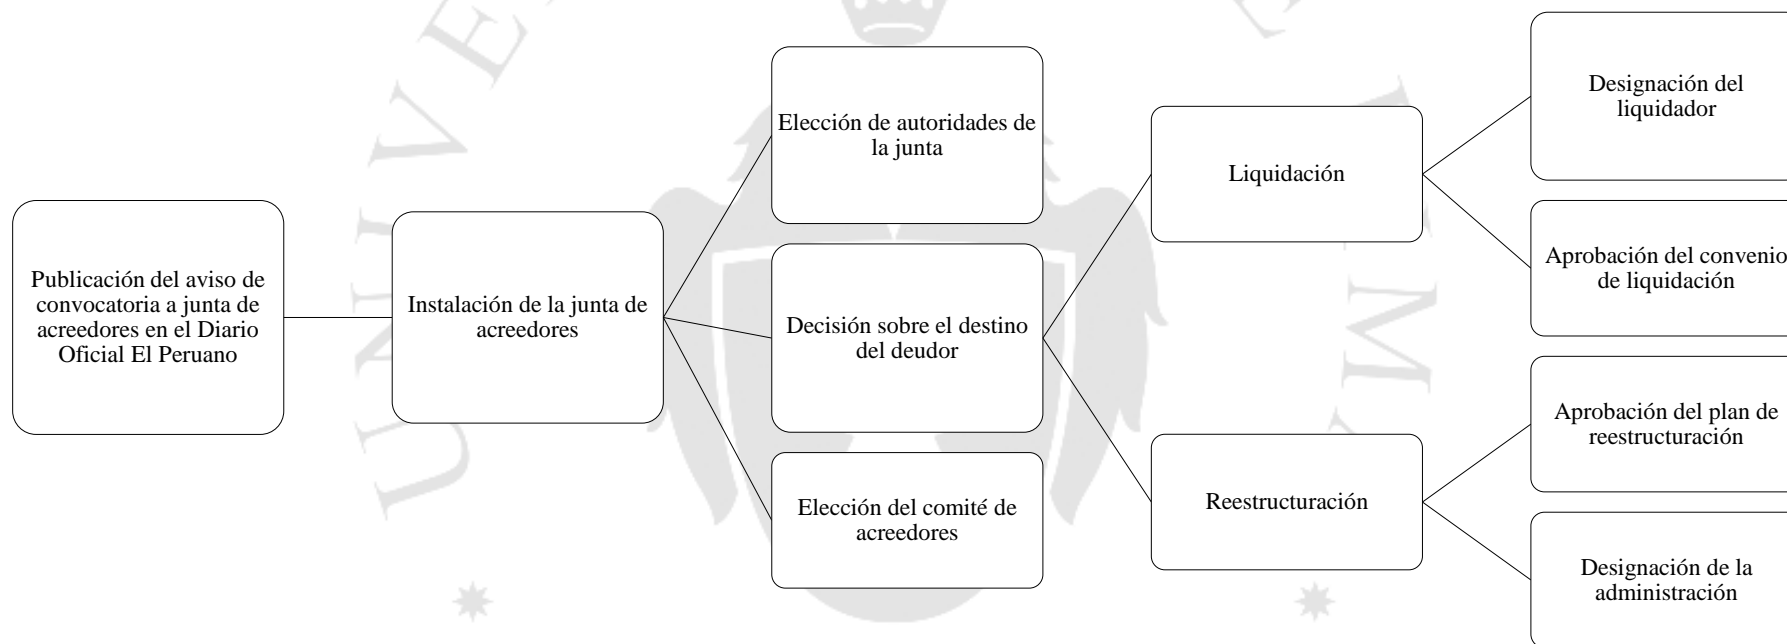 Publicación del aviso de
convocatoria a junta de
acreedores en el Diario
Oficial El Peruano
Instalación de la junta de
acreedores
Elección de autoridades de
la junta
Decisión sobre el destino
del deudor
Elección del comité de
acreedores
Liquidación
Reestructuración
Designación del
liquidador
Aprobación del convenio
de liquidación
Aprobación del plan de
reestructuración
Designación de la
administración